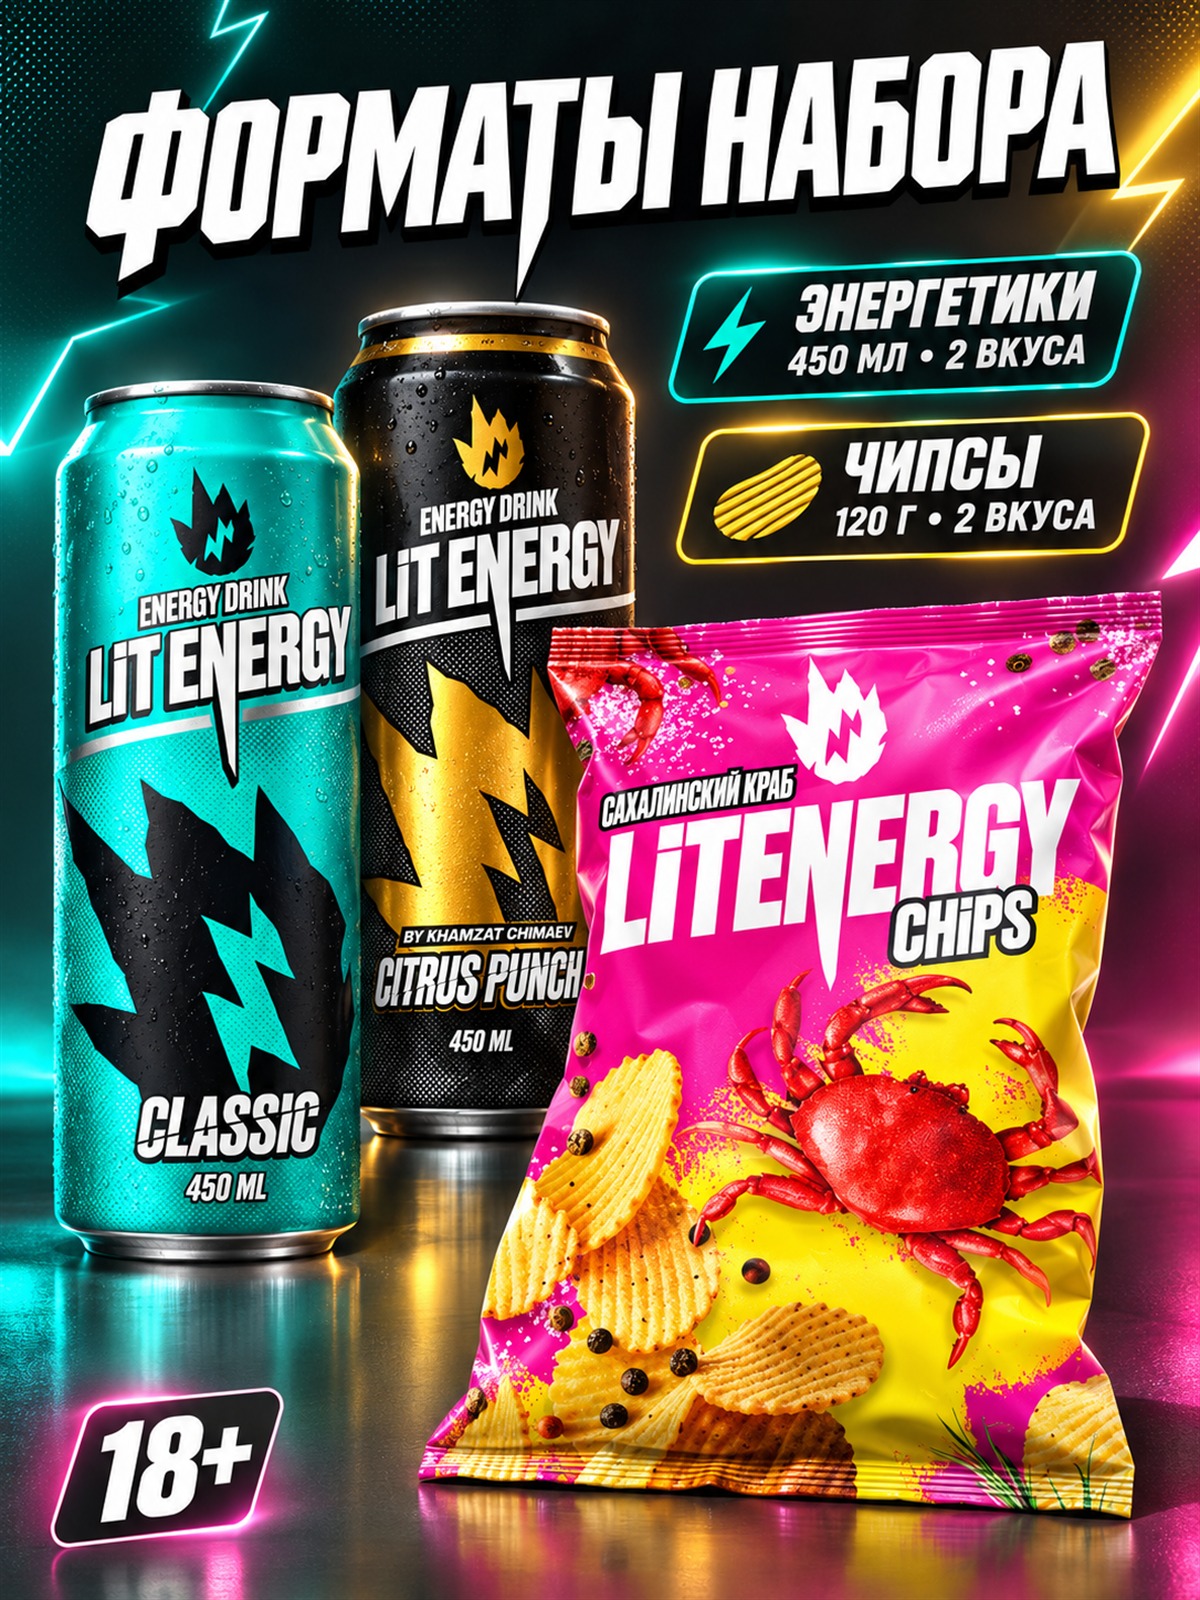 ФОРМАТЫ НАБОРА
ЭНЕРГЕТИКИ
450 МЛ • 2 ВКУСА
ЧИПСЫ
120 Г • 2 ВКУСА
ENERGY DRINK
LiT ENERGY
CLASSIC
450 ML
ENERGY DRINK
LiT ENERGY
BY KHAMZAT CHIMAEV
CITRUS PUNCH
450 ML
САХАЛИНСКИЙ КРАБ
LiTENERGY
CHiPS
18+